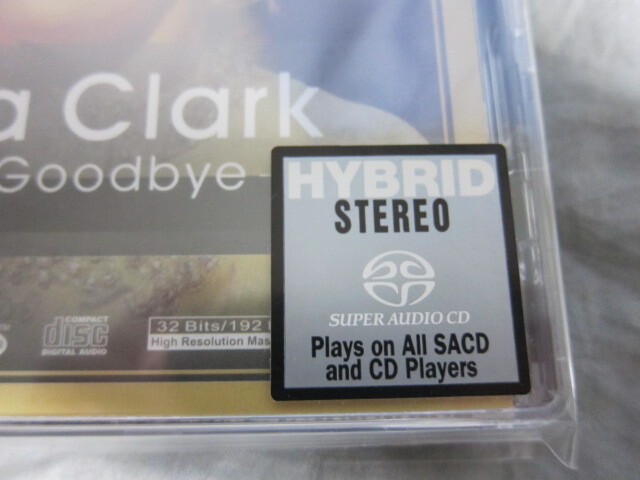 a Clark
Goodbye
HYBRID
STEREO
SUPER AUDIO CD
Plays on All SACD
and CD Players
COMPACT
disc
DIGITAL AUDIO
32 Bits/192
High Resolution Mas